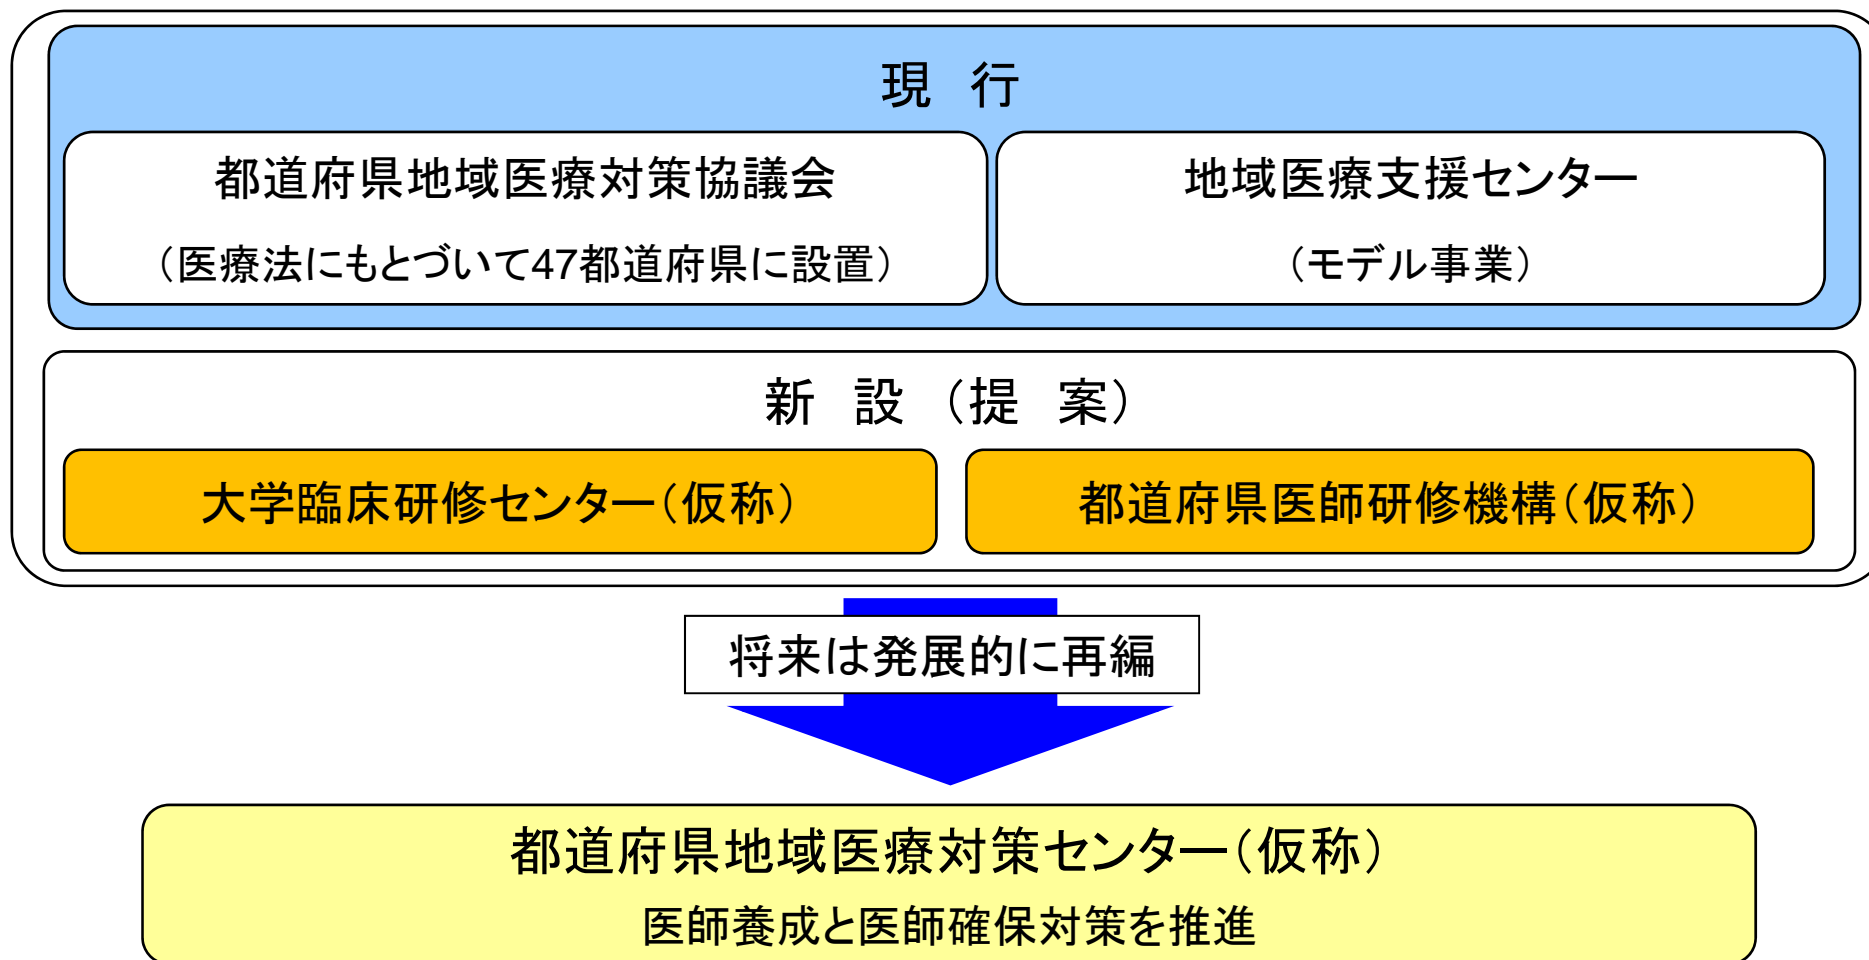 現　行
都道府県地域医療対策協議会
（医療法にもとづいて47都道府県に設置）
地域医療支援センター
（モデル事業）
新　設　（提　案）
大学臨床研修センター（仮称）
都道府県医師研修機構（仮称）
将来は発展的に再編
都道府県地域医療対策センター（仮称）
医師養成と医師確保対策を推進